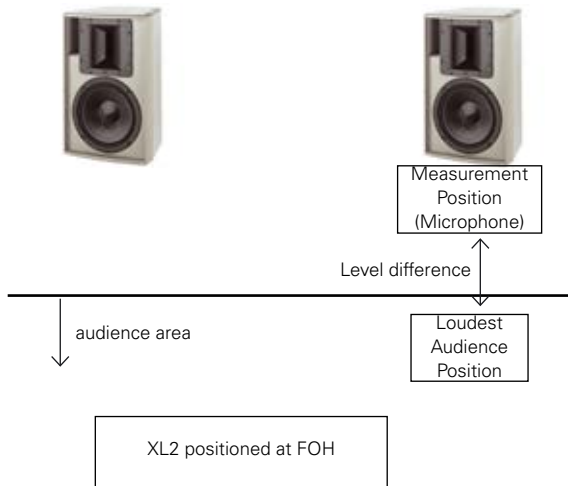 Measurement
Position
(Microphone)
Level difference
audience area
Loudest
Audience
Position
XL2 positioned at FOH